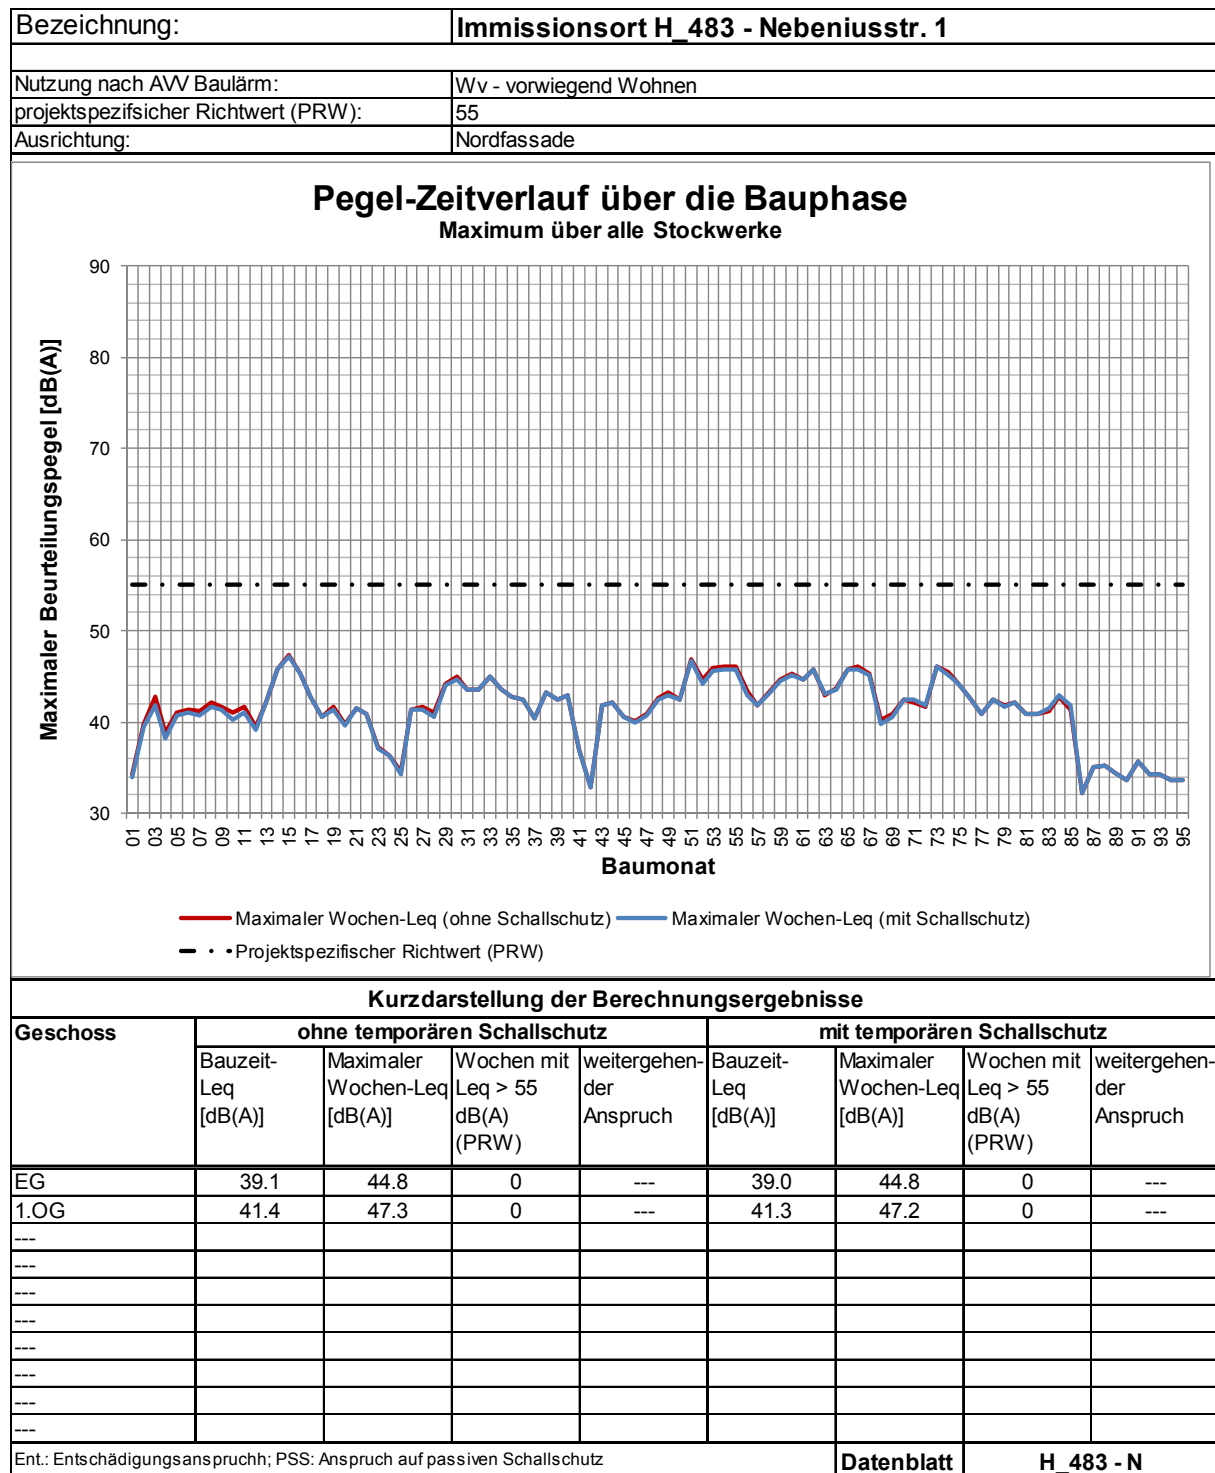 Bezeichnung: Immissionsort H_483 - Nebeniusstr. 1
Nutzung nach AVV Baulärm: Wv - vorwiegend Wohnen
projektspezifsicher Richtwert (PRW): 55
Ausrichtung: Nordfassade
Pegel-Zeitverlauf über die Bauphase
Maximum über alle Stockwerke
Maximaler Beurteilungspegel [dB(A)]
90
80
70
60
50
40
30
01 03 05 07 09 11 13 15 17 19 21 23 25 27 29 31 33 35 37 39 41 43 45 47 49 51 53 55 57 59 61 63 65 67 69 71 73 75 77 79 81 83 85 87 89 91 93 95
Baumonat
Maximaler Wochen-Leq (ohne Schallschutz) Maximaler Wochen-Leq (mit Schallschutz)
Projektspezifischer Richtwert (PRW)
Kurzdarstellung der Berechnungsergebnisse
Geschoss ohne temporären Schallschutz mit temporären Schallschutz
Bauzeit- Maximaler Wochen mit weitergehen- Bauzeit- Maximaler Wochen mit weitergehen-
Leq Wochen-Leq Leq > 55 der Leq Wochen-Leq Leq > 55 der
[dB(A)] [dB(A)] dB(A) Anspruch [dB(A)] [dB(A)] dB(A) Anspruch
(PRW) (PRW)
EG 39.1 44.8 0 --- 39.0 44.8 0 ---
1.OG 41.4 47.3 0 --- 41.3 47.2 0 ---
---
---
---
---
---
---
---
---
Ent.: Entschädigungsanspruchh; PSS: Anspruch auf passiven Schallschutz Datenblatt H_483 - N